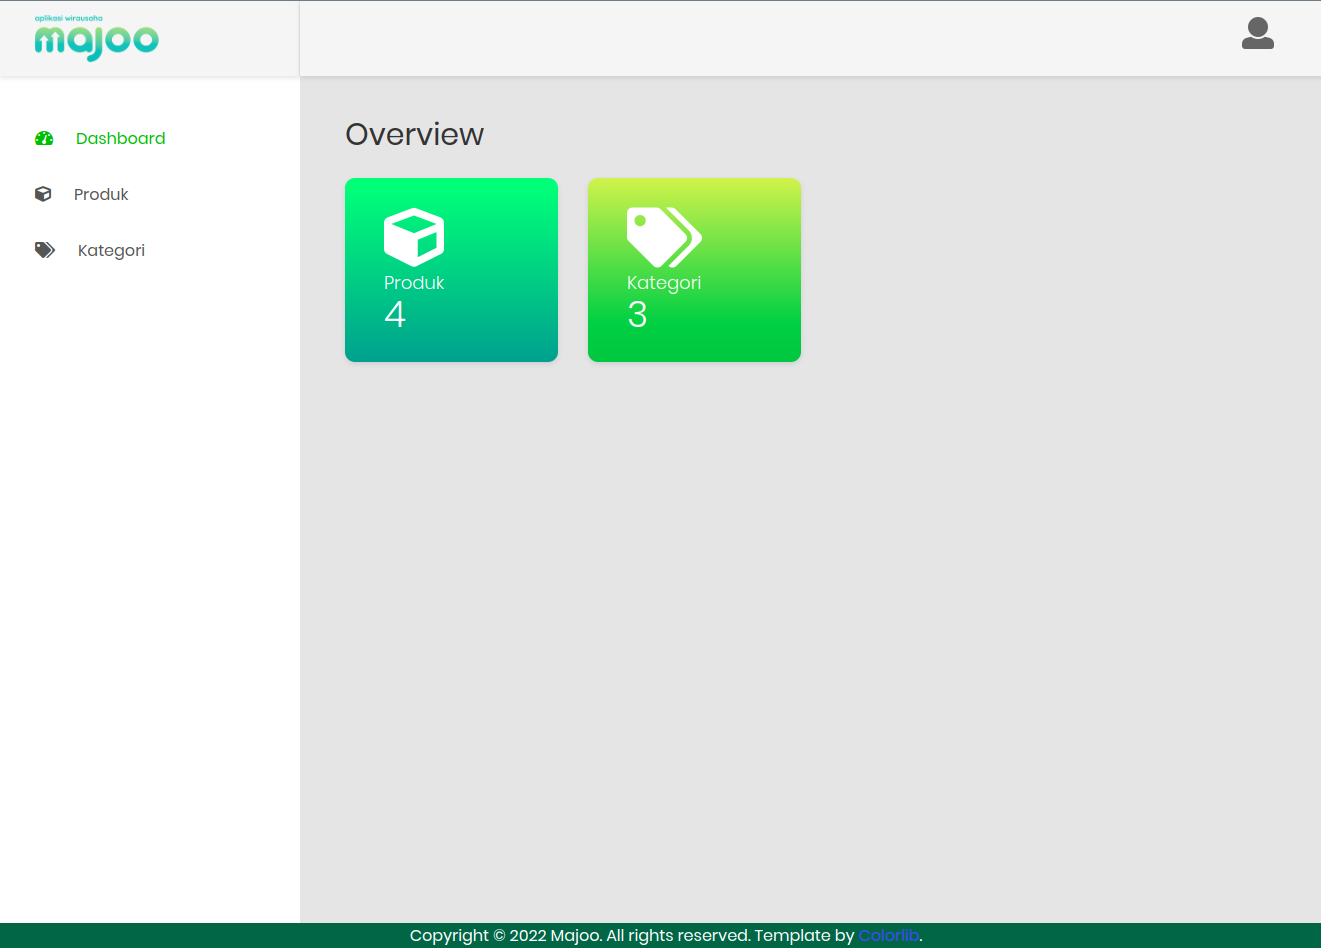 aplikasi wirausaha
majoo
Dashboard
Produk
Kategori
Overview
Produk
4
Kategori
3
Copyright © 2022 Majoo. All rights reserved. Template by Colorlib.